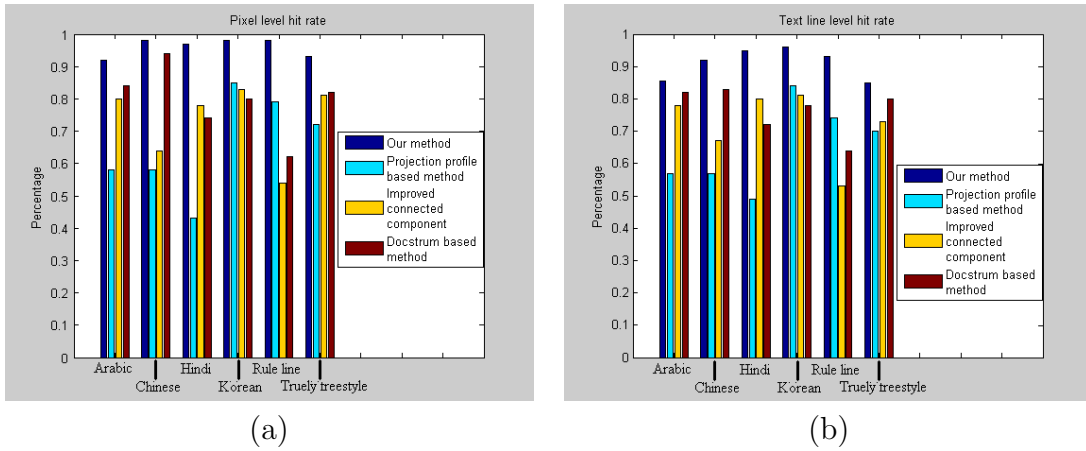 Pixel level hit rate
1
0.9
0.8
0.7
0.6
0.5
0.4
0.3
0.2
0.1
0
Percentage
Our method
Projection profile
based method
Improved
connected
component
Docstrum based
method
Arabic
Hindi
Rule line
Chinese
Korean
Truely treestyle
(a)
Text line level hit rate
1
0.9
0.8
0.7
0.6
0.5
0.4
0.3
0.2
0.1
0
Percentage
Our method
Projection profile
based method
Improved
connected
component
Docstrum based
method
Arabic
Hindi
Rule line
Chinese
Korean
Truely treestyle
(b)